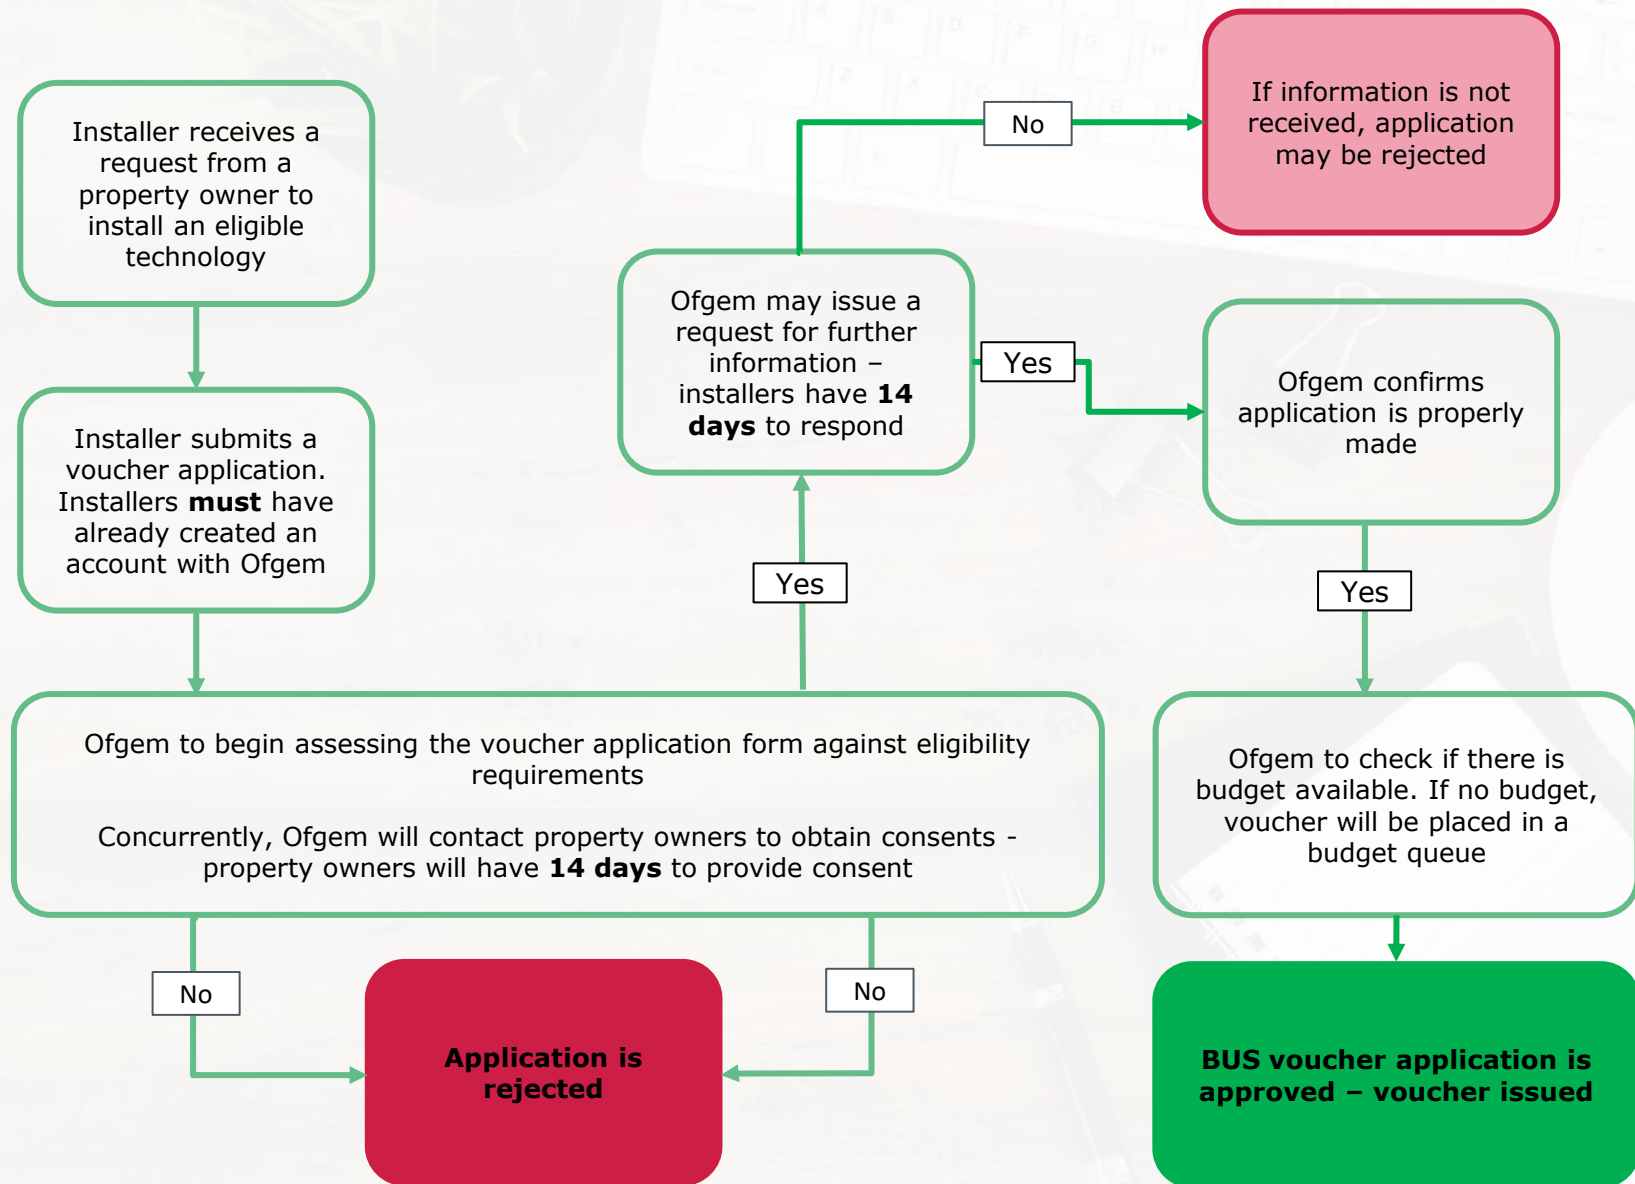 Installer receives a
request from a
property owner to
install an eligible
technology
Installer submits a
voucher application.
Installers must have
already created an
account with Ofgem
Ofgem to begin assessing the voucher application form against eligibility
requirements
Concurrently, Ofgem will contact property owners to obtain consents -
property owners will have 14 days to provide consent
No
No
Application is
rejected
Yes
Ofgem may issue a
request for further
information –
installers have 14
days to respond
No
If information is not
received, application
may be rejected
Yes
Ofgem confirms
application is properly
made
Yes
Ofgem to check if there is
budget available. If no budget,
voucher will be placed in a
budget queue
BUS voucher application is
approved – voucher issued